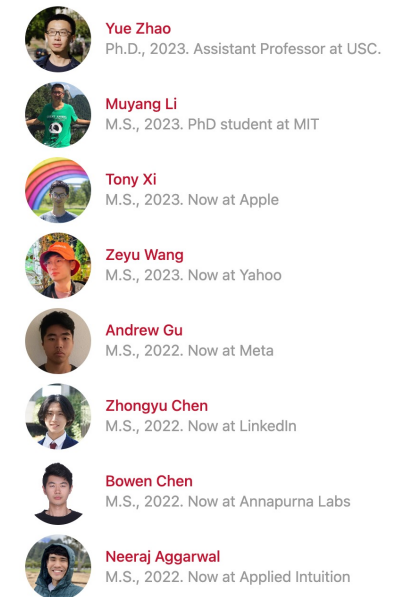 Yue Zhao
Ph.D., 2023. Assistant Professor at USC.
Muyang Li
M.S., 2023. PhD student at MIT
Tony Xi
M.S., 2023. Now at Apple
Zeyu Wang
M.S., 2023. Now at Yahoo
Andrew Gu
M.S., 2022. Now at Meta
Zhongyu Chen
M.S., 2022. Now at LinkedIn
Bowen Chen
M.S., 2022. Now at Annapurna Labs
Neeraj Aggarwal
M.S., 2022. Now at Applied Intuition